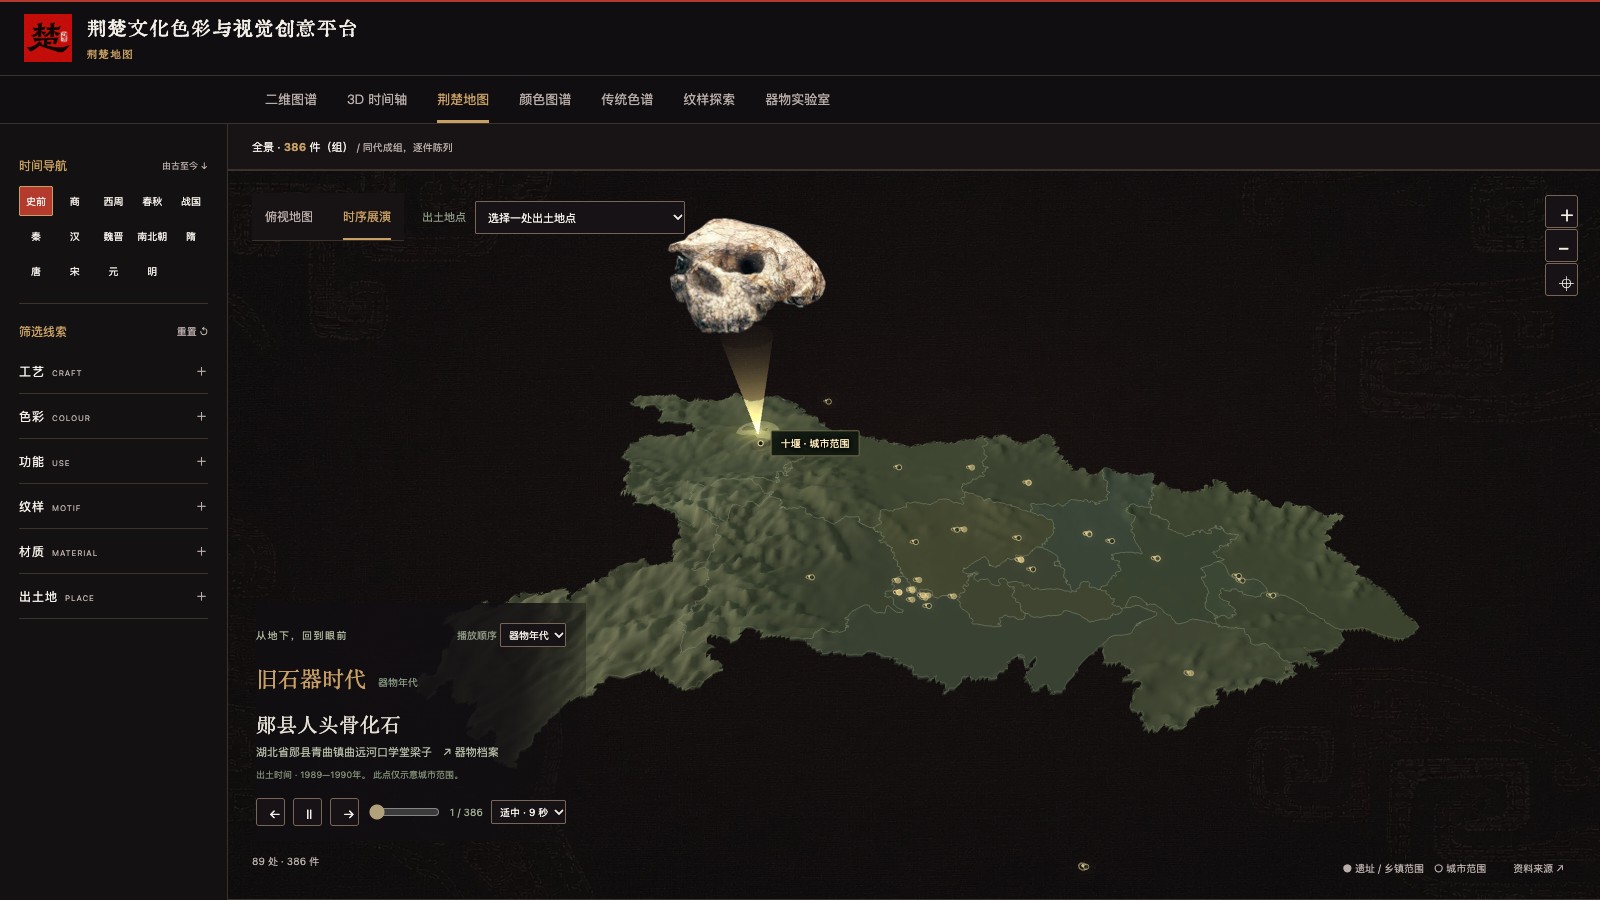 楚
荆楚文化色彩与视觉创意平台
荆楚地图
二维图谱 3D 时间轴 荆楚地图 颜色图谱 传统色谱 纹样探索 器物实验室
时间导航 由古至今 ↓
史前 商 西周 春秋 战国
秦 汉 魏晋 南北朝 隋
唐 宋 元 明
筛选线索 重置 ↺
工艺 CRAFT +
色彩 COLOUR +
功能 USE +
纹样 MOTIF +
材质 MATERIAL +
出土地 PLACE +
全景 · 386 件（组） / 同代成组，逐件陈列
俯视地图 时序展演 出土地点 选择一处出土地点
+
−
十堰 · 城市范围
从地下，回到眼前 播放顺序 器物年代
旧石器时代 器物年代
郧县人头骨化石
湖北省郧县青曲镇曲远河口学堂梁子 ↗ 器物档案
出土时间 · 1989—1990年。 此点仅示意城市范围。
← || → 1 / 386 适中 · 9 秒
89 处 · 386 件
遗址 / 乡镇范围 城市范围 资料来源 ↗